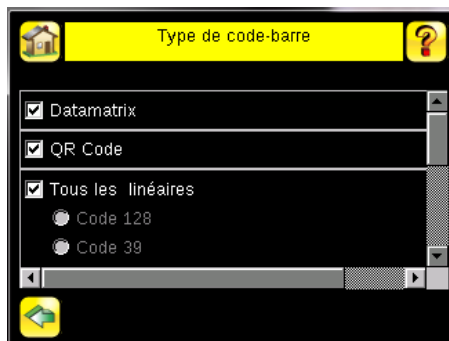 Type de code-barre
Datamatrix
QR Code
Tous les linéaires
Code 128
Code 39